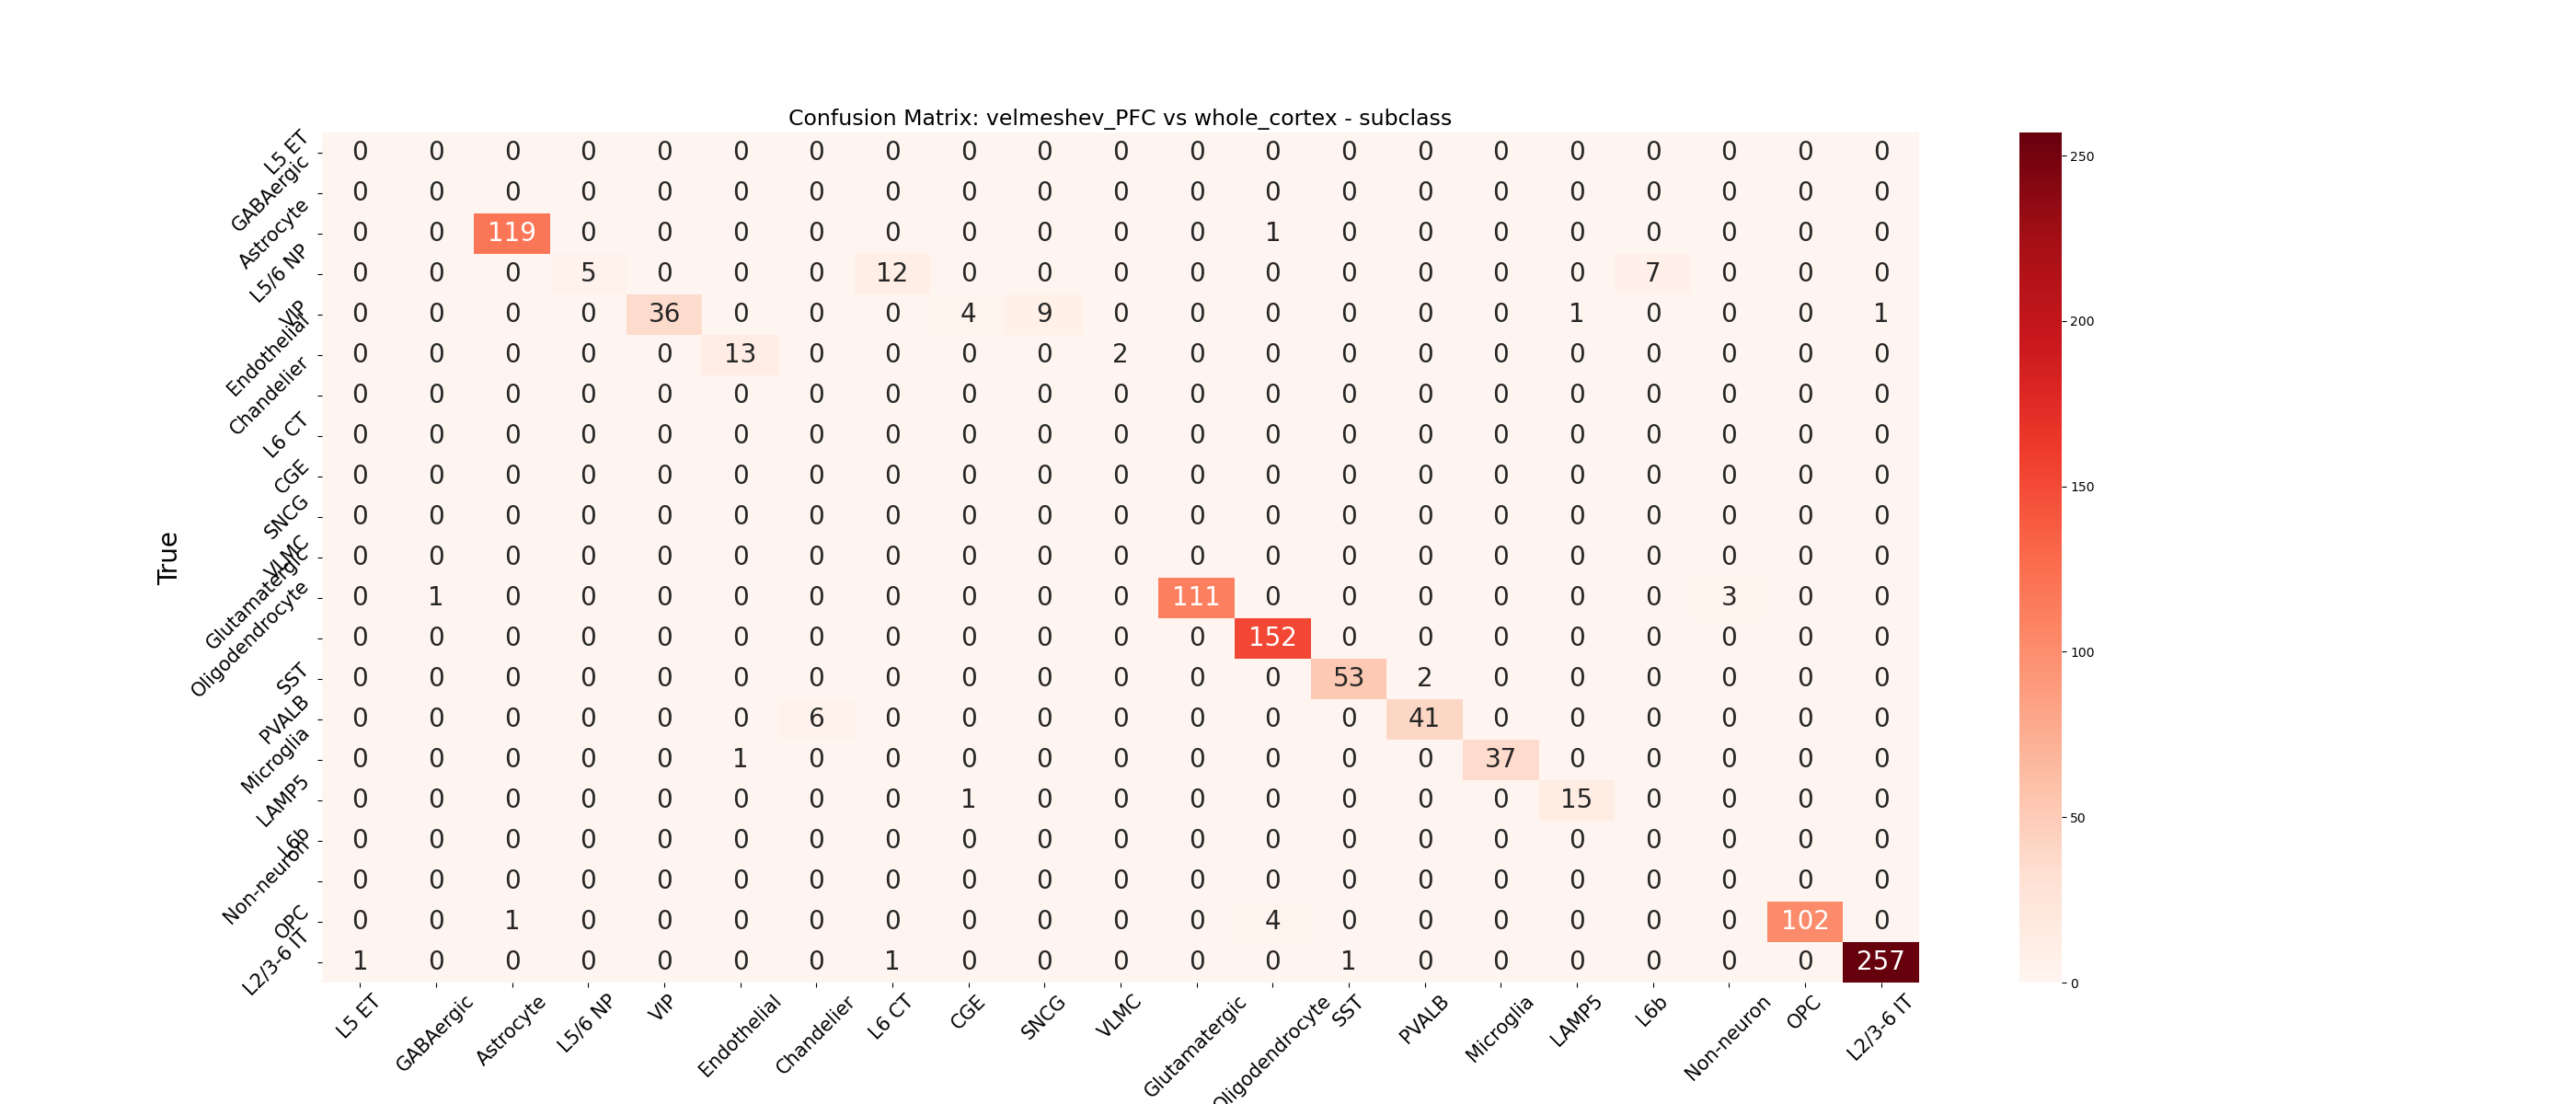 Confusion Matrix: velmeshev_PFC vs whole_cortex - subclass
True
L5 ET 0 0 0 0 0 0 0 0 0 0 0 0 0 0 0 0 0 0 0 0 0
GABAergic 0 0 0 0 0 0 0 0 0 0 0 0 0 0 0 0 0 0 0 0 0
Astrocyte 0 0 119 0 0 0 0 0 0 0 0 0 1 0 0 0 0 0 0 0 0
L5/6 NP 0 0 0 5 0 0 0 12 0 0 0 0 0 0 0 0 0 7 0 0 0
VIP 0 0 0 0 36 0 0 0 4 9 0 0 0 0 0 0 1 0 0 0 1
Endothelial 0 0 0 0 0 13 0 0 0 0 2 0 0 0 0 0 0 0 0 0 0
Chandelier 0 0 0 0 0 0 0 0 0 0 0 0 0 0 0 0 0 0 0 0 0
L6 CT 0 0 0 0 0 0 0 0 0 0 0 0 0 0 0 0 0 0 0 0 0
CGE 0 0 0 0 0 0 0 0 0 0 0 0 0 0 0 0 0 0 0 0 0
SNCG 0 0 0 0 0 0 0 0 0 0 0 0 0 0 0 0 0 0 0 0 0
VLMC 0 0 0 0 0 0 0 0 0 0 0 0 0 0 0 0 0 0 0 0 0
Glutamatergic 0 1 0 0 0 0 0 0 0 0 0 111 0 0 0 0 0 0 3 0 0
Oligodendrocyte 0 0 0 0 0 0 0 0 0 0 0 0 152 0 0 0 0 0 0 0 0
SST 0 0 0 0 0 0 0 0 0 0 0 0 0 53 2 0 0 0 0 0 0
PVALB 0 0 0 0 0 0 6 0 0 0 0 0 0 0 41 0 0 0 0 0 0
Microglia 0 0 0 0 0 1 0 0 0 0 0 0 0 0 0 37 0 0 0 0 0
LAMP5 0 0 0 0 0 0 0 0 1 0 0 0 0 0 0 0 15 0 0 0 0
L6b 0 0 0 0 0 0 0 0 0 0 0 0 0 0 0 0 0 0 0 0 0
Non-neuron 0 0 0 0 0 0 0 0 0 0 0 0 0 0 0 0 0 0 0 0 0
OPC 0 0 1 0 0 0 0 0 0 0 0 0 4 0 0 0 0 0 0 102 0
L2/3-6 IT 1 0 0 0 0 0 0 1 0 0 0 0 0 1 0 0 0 0 0 0 257
L5 ET GABAergic Astrocyte L5/6 NP VIP Endothelial Chandelier L6 CT CGE SNCG VLMC Glutamatergic Oligodendrocyte SST PVALB Microglia LAMP5 L6b Non-neuron OPC L2/3-6 IT
250
200
150
100
50
0